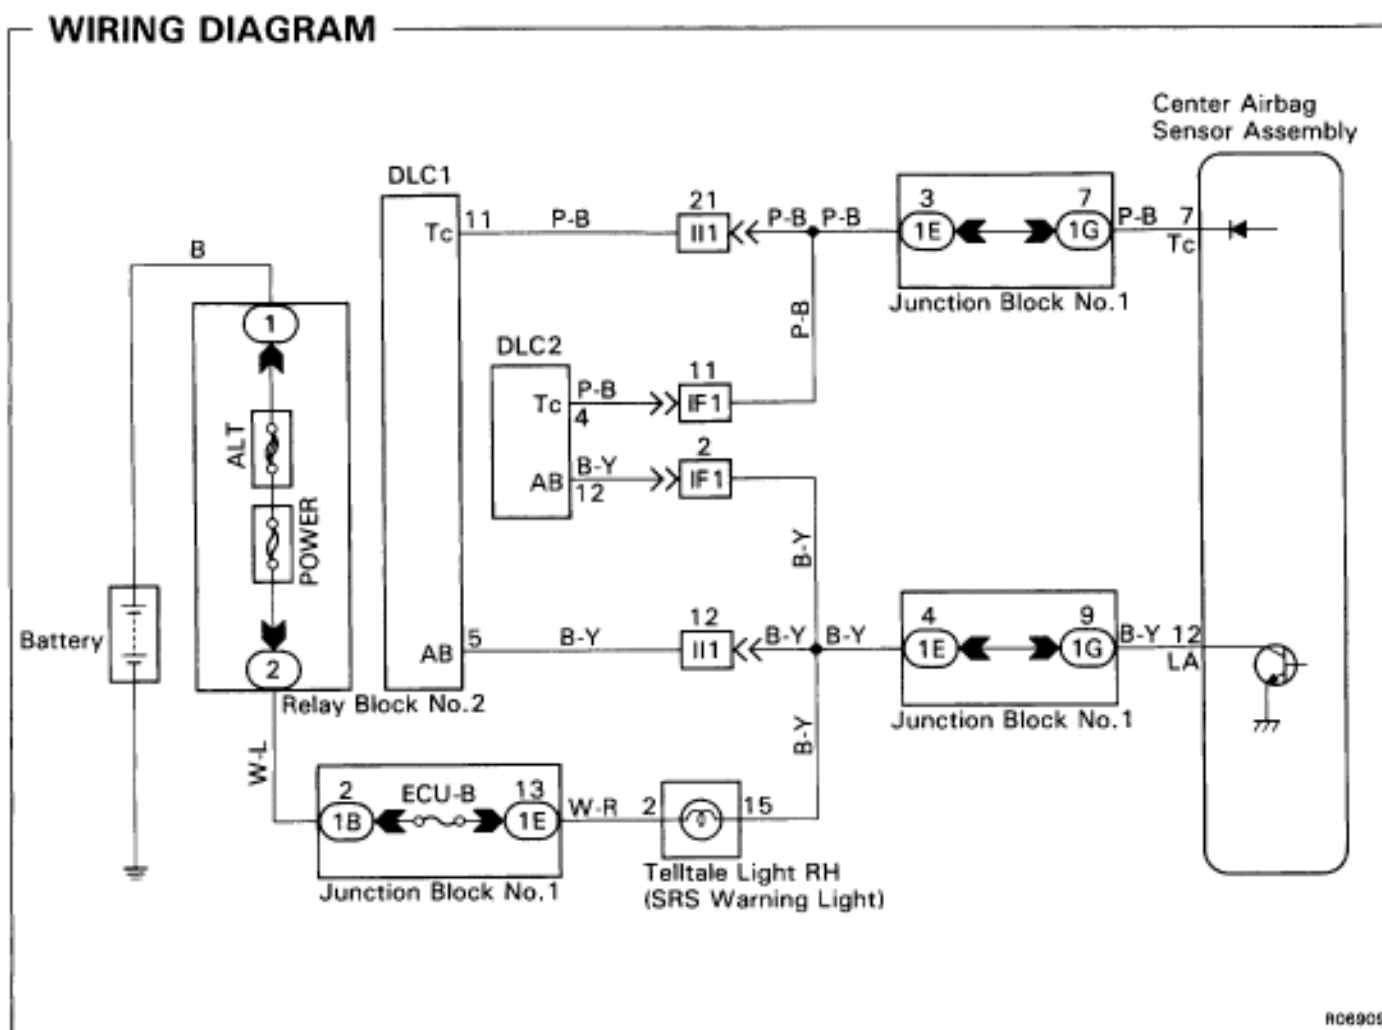 WIRING DIAGRAM
Center Airbag
Sensor Assembly
DLC1
Tc 11 P-B
21
II1
P-B P-B
3
1E
7
1G
P-B 7
Tc
Junction Block No.1
B
1
ALT
POWER
2
Relay Block No.2
Battery
P-B
DLC2
Tc P-B
4
11
IF1
AB B-Y
12
2
IF1
B-Y
AB 5 B-Y
12
II1
B-Y B-Y
4
1E
9
1G
B-Y 12
LA
Junction Block No.1
B-Y
W-L
2
1B
ECU-B
13
1E
W-R 2
15
Junction Block No.1
Telltale Light RH
(SRS Warning Light)
R06909